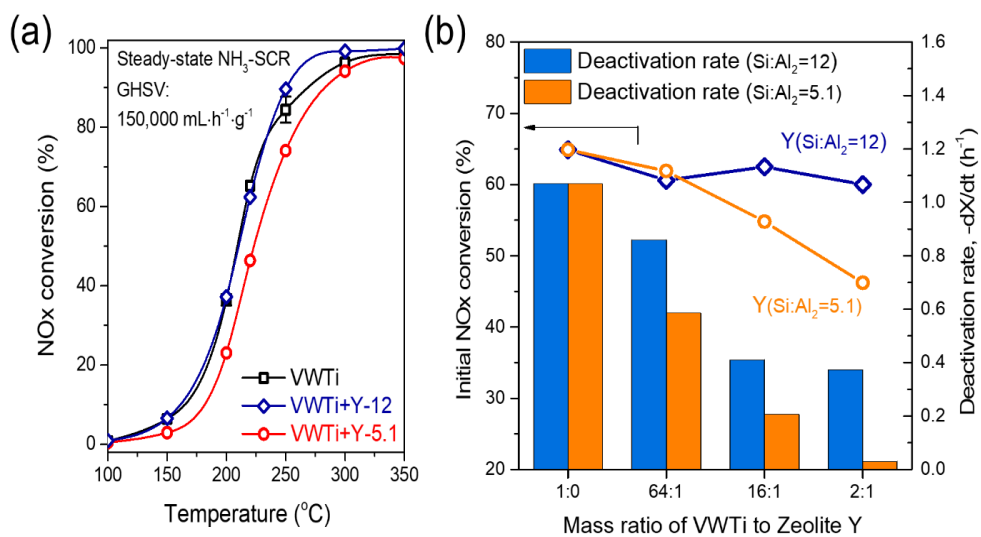 (a)
100
80
60
40
20
0
NOx conversion (%)
Steady-state NH₃-SCR
GHSV:
150,000 mL·h⁻¹·g⁻¹
VWTi
VWTi+Y-12
VWTi+Y-5.1
100 150 200 250 300 350
Temperature (°C)
(b)
80
70
60
50
40
30
20
Initial NOx conversion (%)
Deactivation rate (Si:Al₂=12)
Deactivation rate (Si:Al₂=5.1)
Y(Si:Al₂=12)
Y(Si:Al₂=5.1)
1.6
1.4
1.2
1.0
0.8
0.6
0.4
0.2
0.0
Deactivation rate, -dX/dt (h⁻¹)
1:0 64:1 16:1 2:1
Mass ratio of VWTi to Zeolite Y